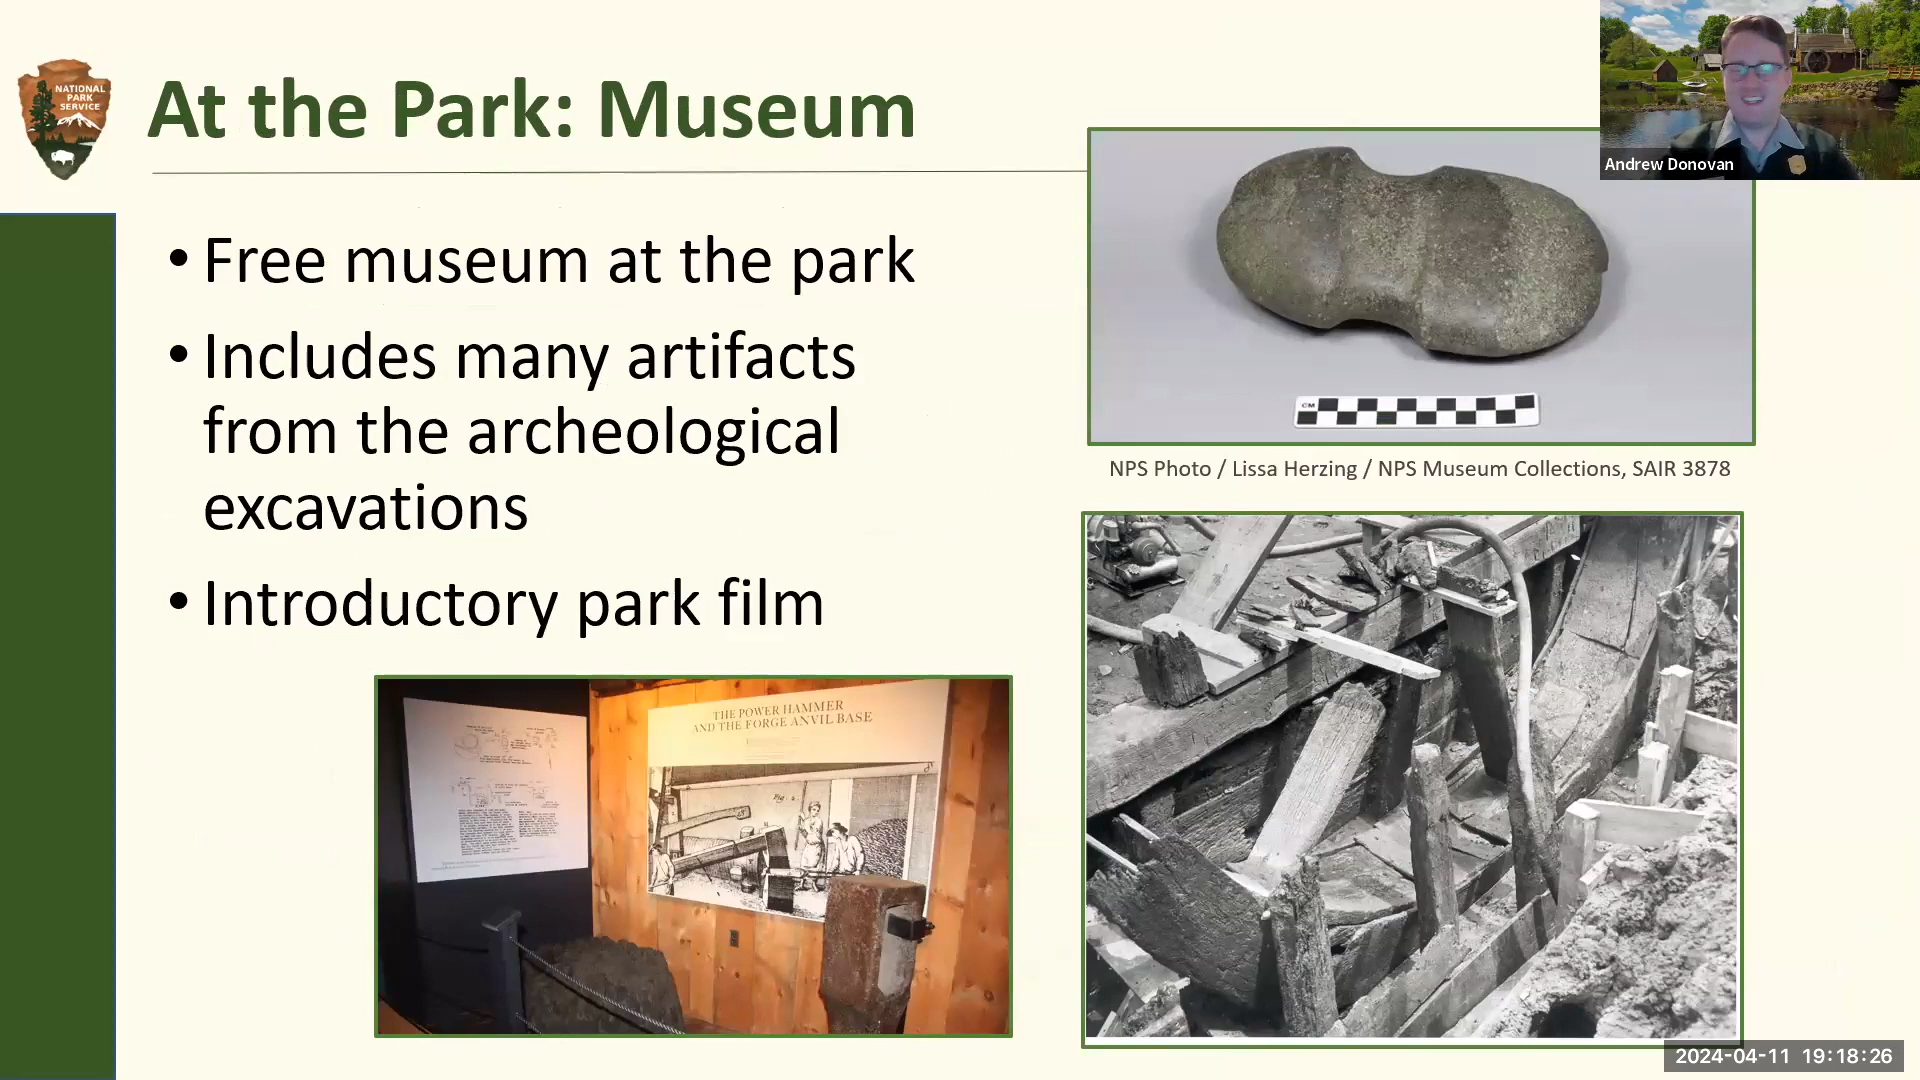 NATIONAL
PARK
SERVICE
At the Park: Museum
Andrew Donovan
• Free museum at the park
• Includes many artifacts
from the archeological
excavations
• Introductory park film
CM
NPS Photo / Lissa Herzing / NPS Museum Collections, SAIR 3878
THE POWER HAMMER
AND THE FORGE ANVIL BASE
2024-04-11 19:18:26